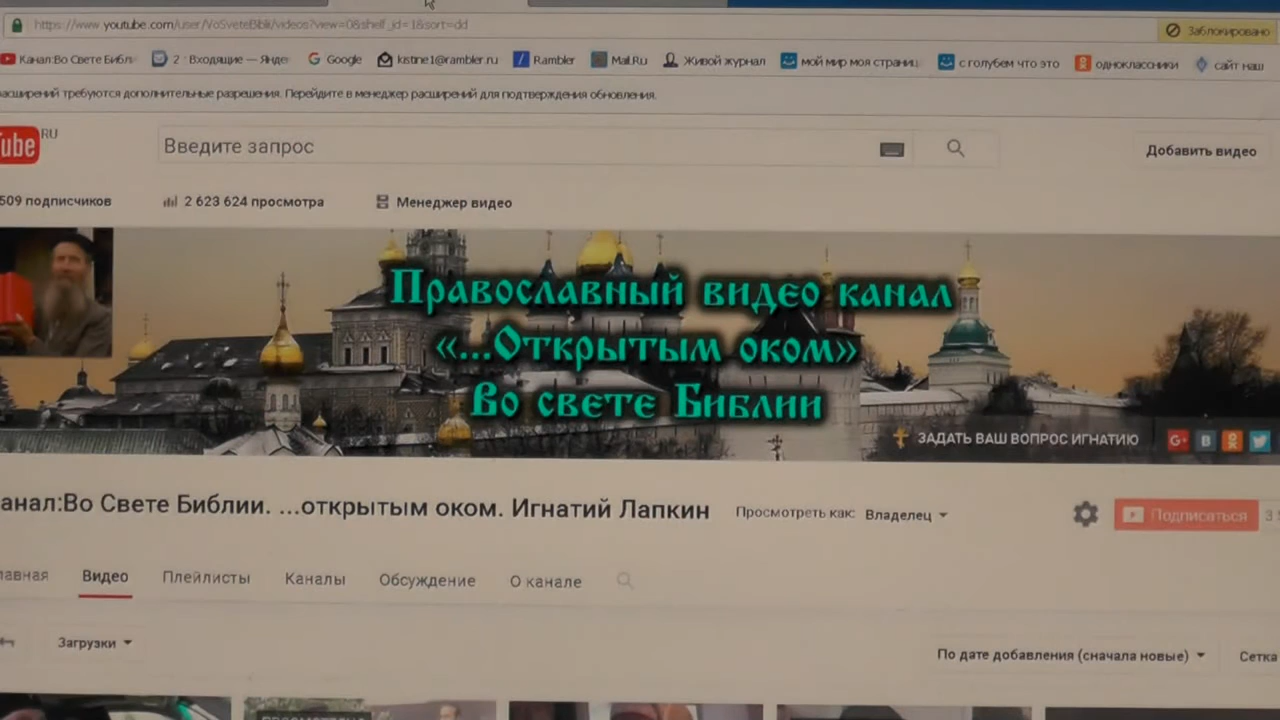 https://www.youtube.com/user/VoSveteBiblii/videos?view=0&shelf_id=1&sort=dd
Заблокировано
Канал:Во Свете Библ
2 · Входящие — Янде
Google
kistine1@rambler.ru
Rambler
Mail.Ru
Живой журнал
мой мир моя страниц
с голубем что это
одноклассники
сайт наш
асширений требуются дополнительные разрешения. Перейдите в менеджер расширений для подтверждения обновления.
ube RU
Введите запрос
Добавить видео
509 подписчиков
2 623 624 просмотра
Менеджер видео
Православный видео канал
«...Открытым оком»
Во свете Библии
ЗАДАТЬ ВАШ ВОПРОС ИГНАТИЮ
G+
B
анал:Во Свете Библии. ...открытым оком. Игнатий Лапкин
Просмотреть как: Владелец
Подписаться 3
лавная
Видео
Плейлисты
Каналы
Обсуждение
О канале
Загрузки
По дате добавления (сначала новые)
Сетка